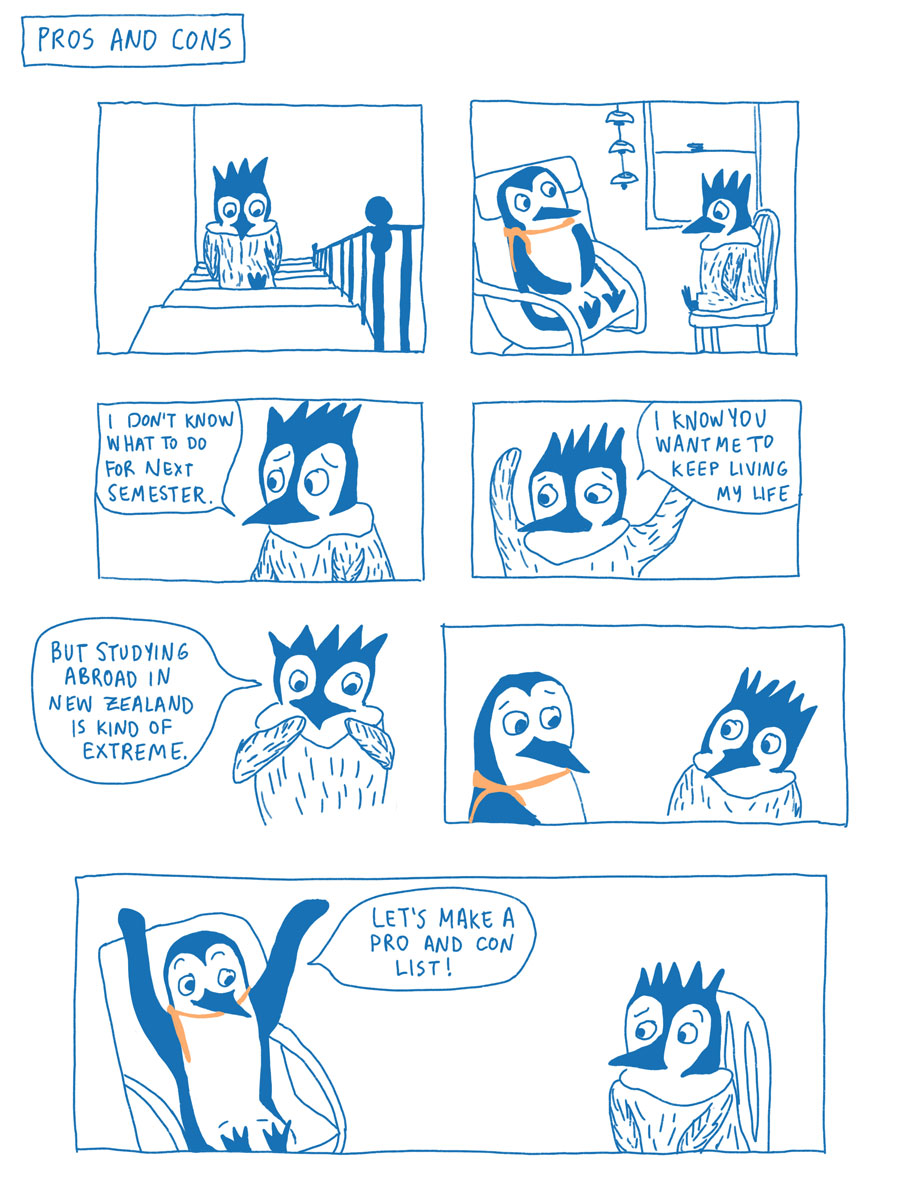 PROS AND CONS
I DON'T KNOW
WHAT TO DO
FOR NEXT
SEMESTER.
I KNOW YOU
WANT ME TO
KEEP LIVING
MY LIFE
BUT STUDYING
ABROAD IN
NEW ZEALAND
IS KIND OF
EXTREME.
LET'S MAKE A
PRO AND CON
LIST!